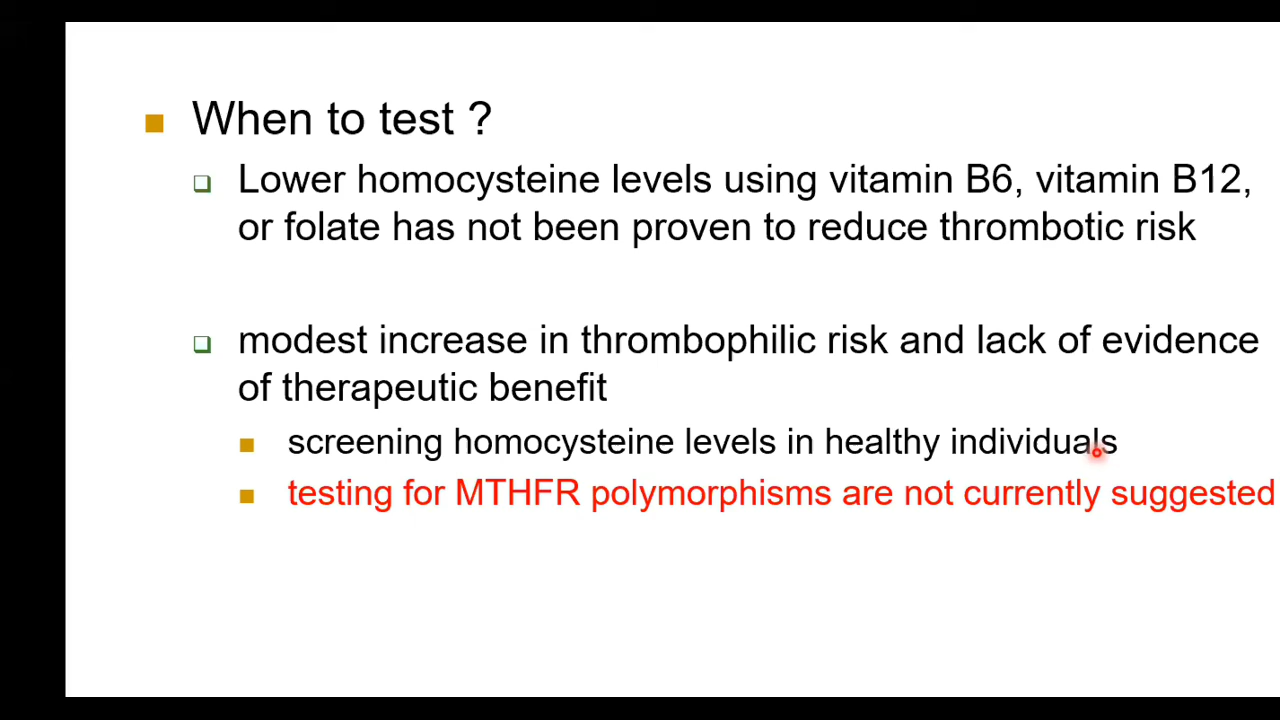 When to test ?
Lower homocysteine levels using vitamin B6, vitamin B12,
or folate has not been proven to reduce thrombotic risk
modest increase in thrombophilic risk and lack of evidence
of therapeutic benefit
screening homocysteine levels in healthy individuals
testing for MTHFR polymorphisms are not currently suggested